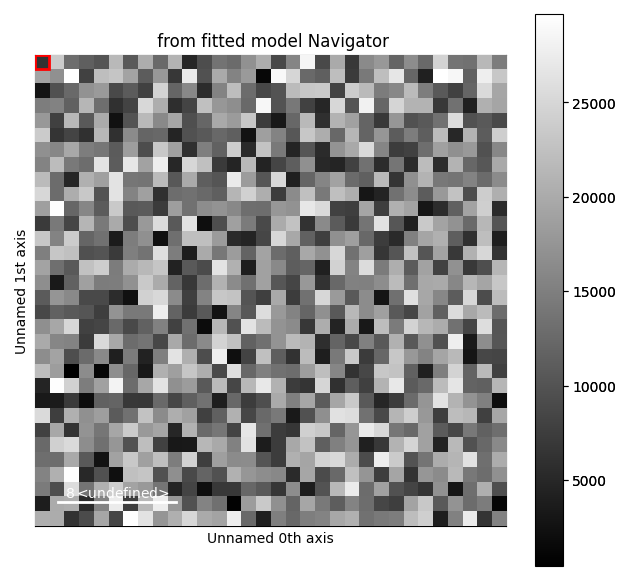 from fitted model Navigator
25000
20000
15000
10000
5000
Unnamed 1st axis
8 <undefined>
Unnamed 0th axis